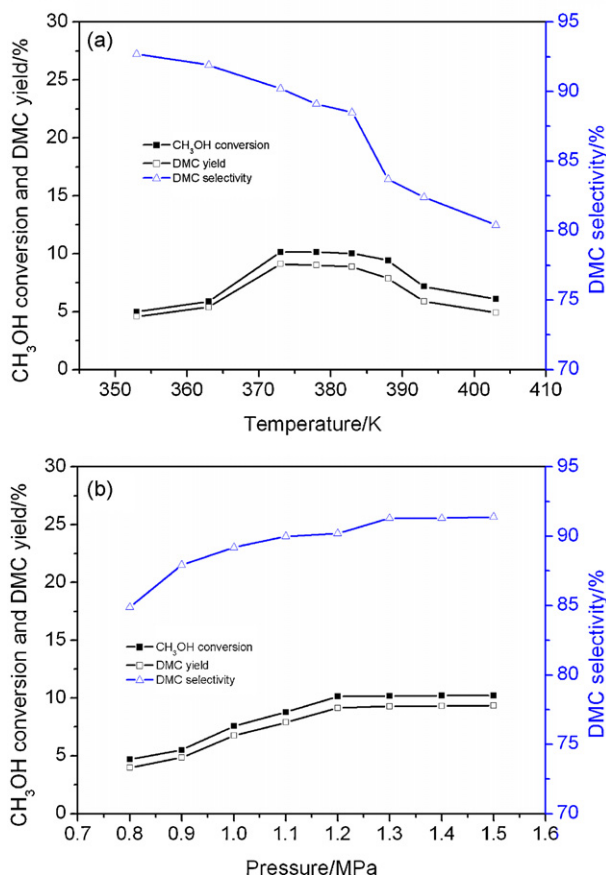 (a)
CH₃OH conversion and DMC yield/%
30
25
20
15
10
5
0
CH₃OH conversion
DMC yield
DMC selectivity
95
90
85
80
75
70
DMC selectivity/%
350 360 370 380 390 400 410
Temperature/K
(b)
CH₃OH conversion and DMC yield/%
30
25
20
15
10
5
0
CH₃OH conversion
DMC yield
DMC selectivity
95
90
85
80
75
70
DMC selectivity/%
0.7 0.8 0.9 1.0 1.1 1.2 1.3 1.4 1.5 1.6
Pressure/MPa